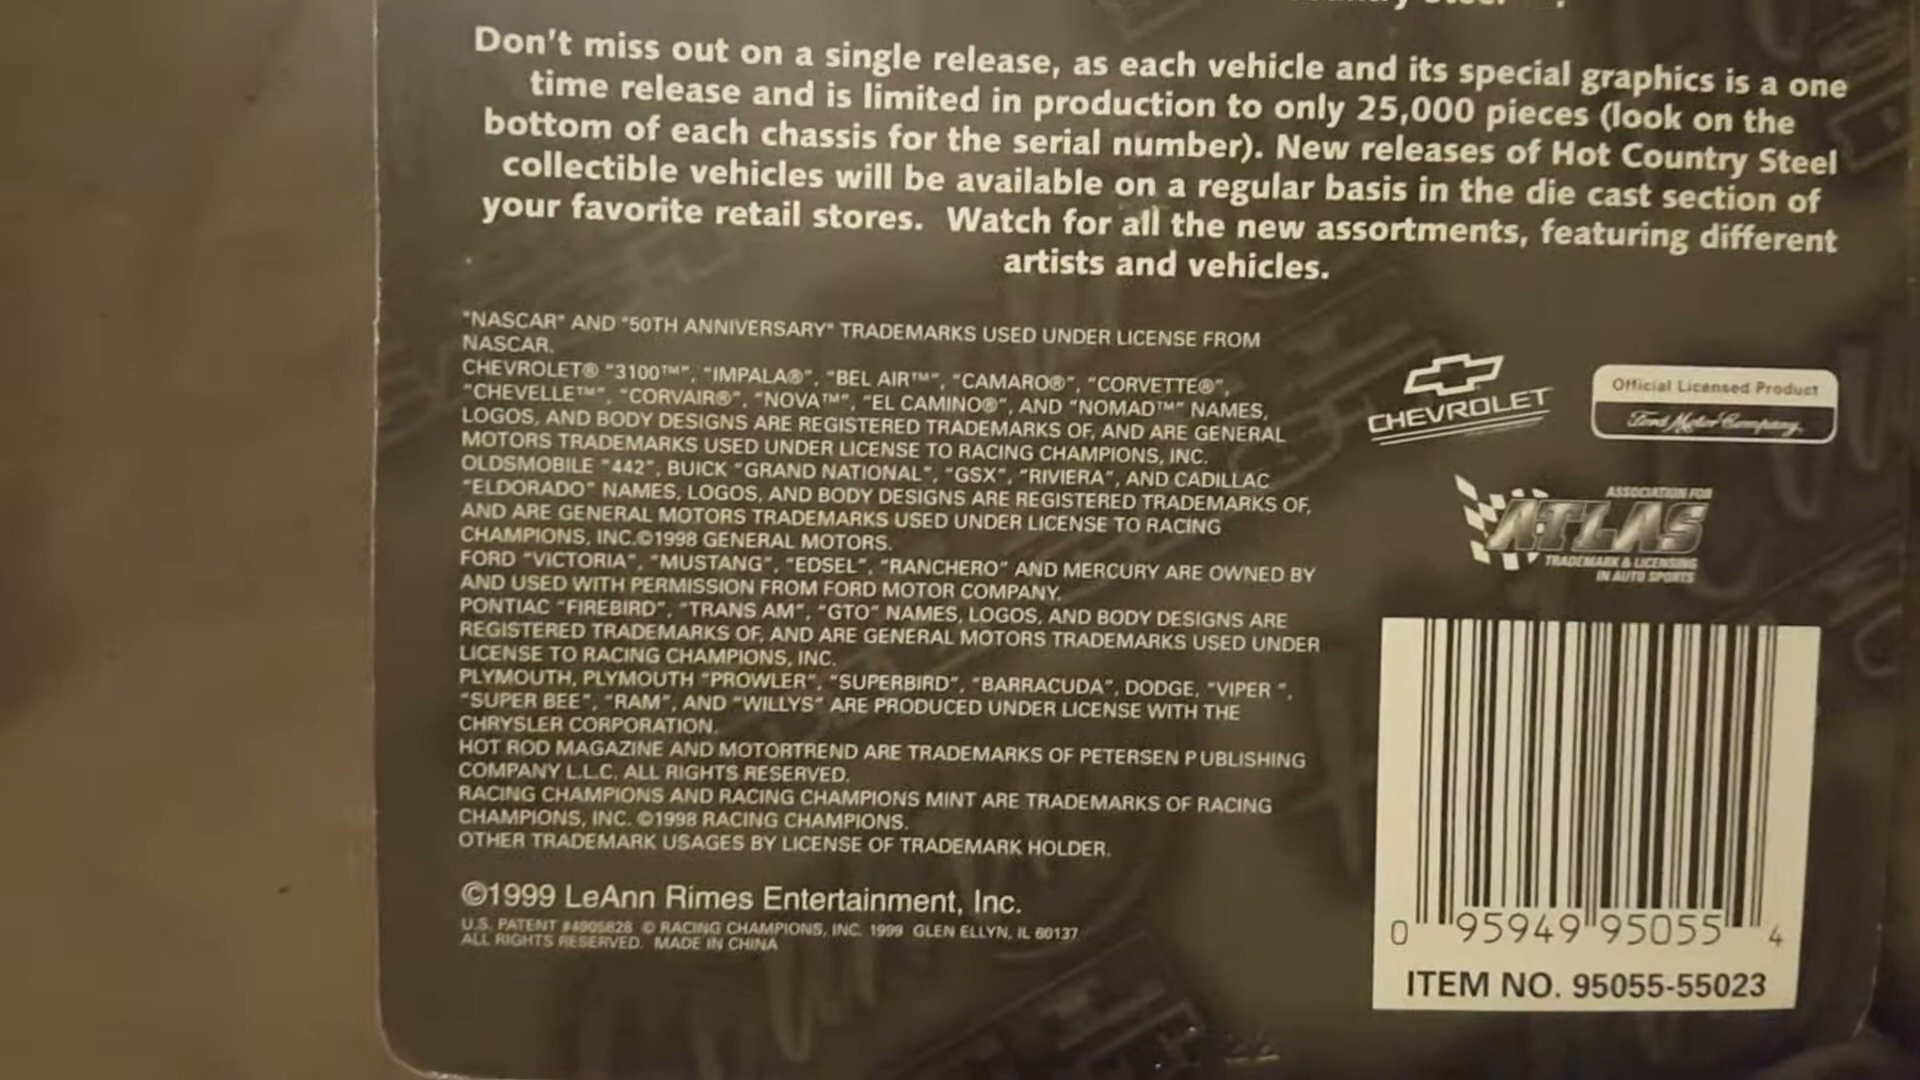 Don't miss out on a single release, as each vehicle and its special graphics is a one
time release and is limited in production to only 25,000 pieces (look on the
bottom of each chassis for the serial number). New releases of Hot Country Steel
collectible vehicles will be available on a regular basis in the die cast section of
your favorite retail stores. Watch for all the new assortments, featuring different
artists and vehicles.
"NASCAR" AND "50TH ANNIVERSARY" TRADEMARKS USED UNDER LICENSE FROM
NASCAR.
CHEVROLET® "3100™", "IMPALA®", "BEL AIR™", "CAMARO®", "CORVETTE®",
"CHEVELLE™", "CORVAIR®", "NOVA™", "EL CAMINO®", AND "NOMAD™" NAMES,
LOGOS, AND BODY DESIGNS ARE REGISTERED TRADEMARKS OF, AND ARE GENERAL
MOTORS TRADEMARKS USED UNDER LICENSE TO RACING CHAMPIONS, INC.
OLDSMOBILE "442", BUICK "GRAND NATIONAL", "GSX", "RIVIERA", AND CADILLAC
"ELDORADO" NAMES, LOGOS, AND BODY DESIGNS ARE REGISTERED TRADEMARKS OF,
AND ARE GENERAL MOTORS TRADEMARKS USED UNDER LICENSE TO RACING
CHAMPIONS, INC.©1998 GENERAL MOTORS.
FORD "VICTORIA", "MUSTANG", "EDSEL", "RANCHERO" AND MERCURY ARE OWNED BY
AND USED WITH PERMISSION FROM FORD MOTOR COMPANY.
PONTIAC "FIREBIRD", "TRANS AM", "GTO" NAMES, LOGOS, AND BODY DESIGNS ARE
REGISTERED TRADEMARKS OF, AND ARE GENERAL MOTORS TRADEMARKS USED UNDER
LICENSE TO RACING CHAMPIONS, INC.
PLYMOUTH, PLYMOUTH "PROWLER", "SUPERBIRD", "BARRACUDA", DODGE, "VIPER ",
"SUPER BEE", "RAM", AND "WILLYS" ARE PRODUCED UNDER LICENSE WITH THE
CHRYSLER CORPORATION.
HOT ROD MAGAZINE AND MOTORTREND ARE TRADEMARKS OF PETERSEN PUBLISHING
COMPANY L.L.C. ALL RIGHTS RESERVED.
RACING CHAMPIONS AND RACING CHAMPIONS MINT ARE TRADEMARKS OF RACING
CHAMPIONS, INC. ©1998 RACING CHAMPIONS.
OTHER TRADEMARK USAGES BY LICENSE OF TRADEMARK HOLDER.
©1999 LeAnn Rimes Entertainment, Inc.
U.S. PATENT #4905828 © RACING CHAMPIONS, INC. 1999 GLEN ELLYN, IL 60137
ALL RIGHTS RESERVED. MADE IN CHINA
CHEVROLET
Official Licensed Product
Ford Motor Company.
ASSOCIATION FOR
ATLAS
TRADEMARK & LICENSING
IN AUTO SPORTS
0 95949 95055 4
ITEM NO. 95055-55023